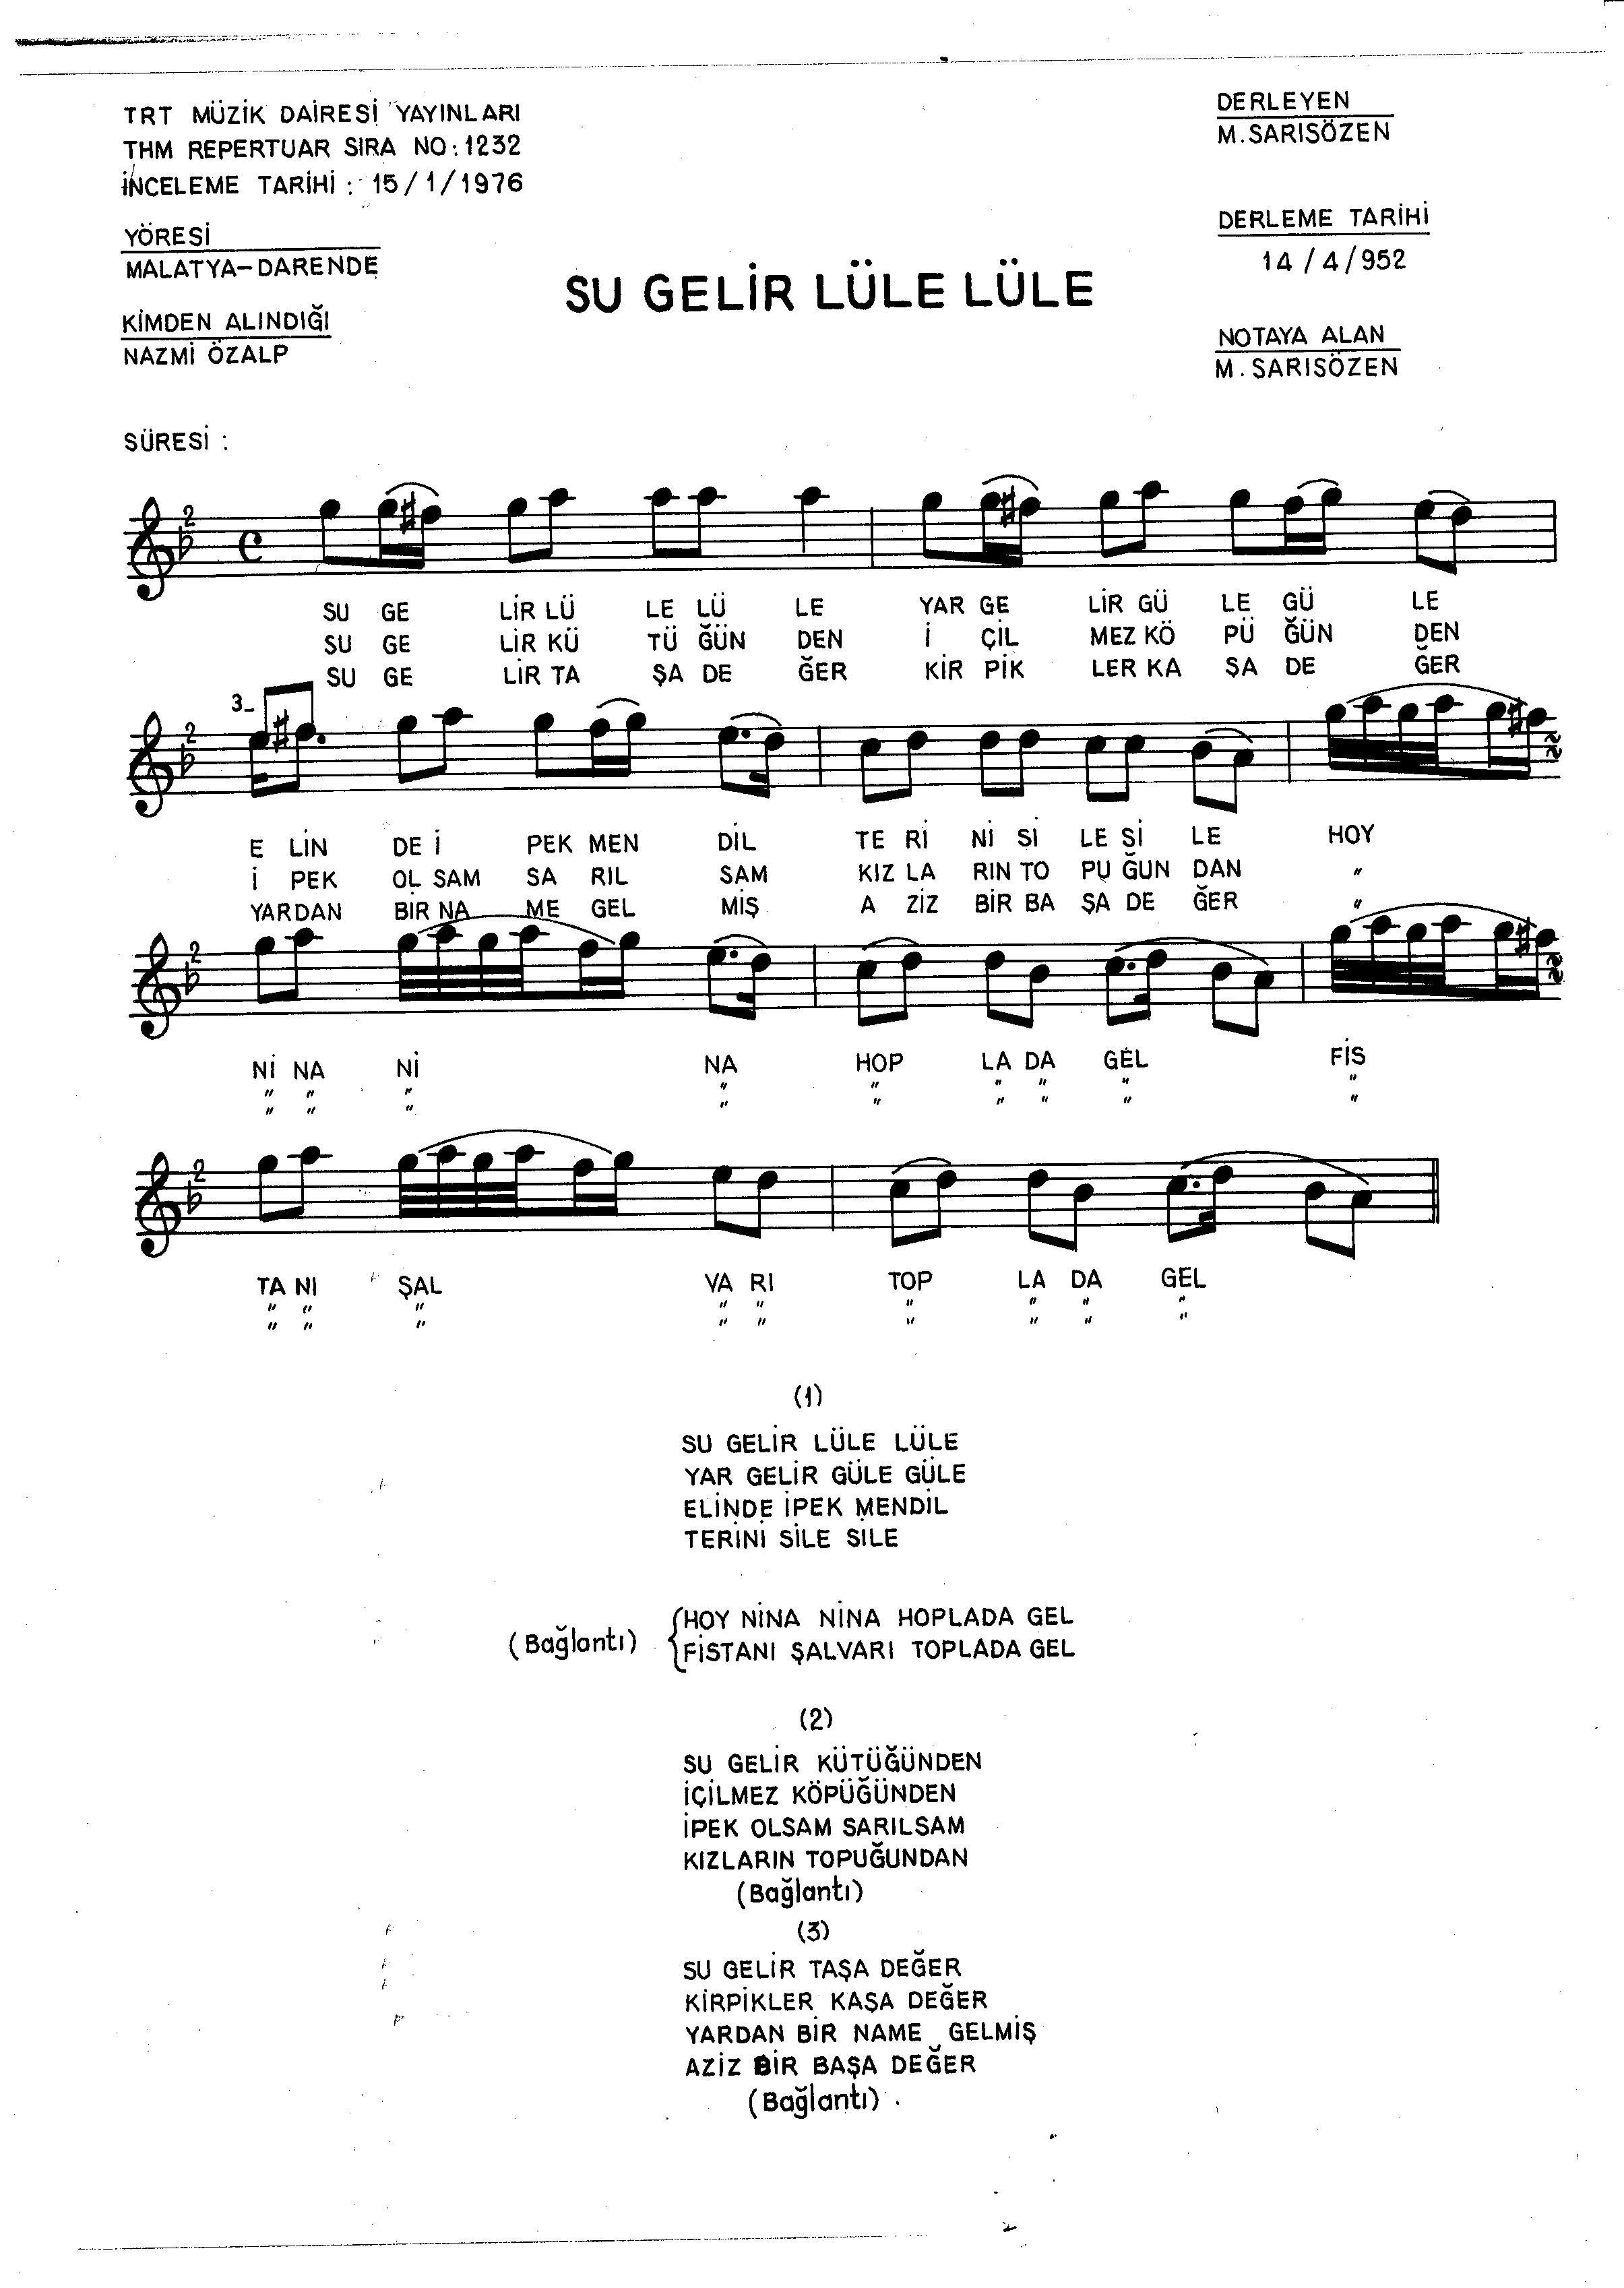 TRT MÜZİK DAİRESİ YAYINLARI
THM REPERTUAR SIRA NO: 1232
İNCELEME TARİHİ : 15/1/1976
YÖRESİ
MALATYA-DARENDE
KİMDEN ALINDIĞI
NAZMİ ÖZALP
SÜRESİ :
SU GELİR LÜLE LÜLE
DERLEYEN
M. SARISÖZEN
DERLEME TARİHİ
14/4/952
NOTAYA ALAN
M. SARISÖZEN
2
SU GE LİR LÜ LE LÜ LE YAR GE LİR GÜ LE GÜ LE
SU GE LİR KÜ TÜ ĞÜN DEN İ ÇİL MEZ KÖ PÜ ĞÜN DEN
SU GE LİR TA ŞA DE ĞER KİR PİK LER KA ŞA DE ĞER
2 3-
E LİN DE İ PEK MEN DİL TE Rİ Nİ Sİ LE Sİ LE HOY
İ PEK OL SAM SA RIL SAM KIZ LA RIN TO PU ĞUN DAN "
YAR DAN BİR NA ME GEL MİŞ A ZİZ BİR BA ŞA DE ĞER "
2
Nİ NA Nİ NA HOP LA DA GEL FİS
" " " " " " " " "
" " " " " " " " "
2
TA NI ŞAL VA RI TOP LA DA GEL
" " " " " " " " "
" " " " " " " " "
(1)
SU GELİR LÜLE LÜLE
YAR GELİR GÜLE GÜLE
ELİNDE İPEK MENDİL
TERİNİ SİLE SİLE
(Bağlantı) {HOY NİNA NİNA HOPLADA GEL
FİSTANI ŞALVARI TOPLADA GEL
(2)
SU GELİR KÜTÜĞÜNDEN
İÇİLMEZ KÖPÜĞÜNDEN
İPEK OLSAM SARILSAM
KIZLARIN TOPUĞUNDAN
(Bağlantı)
(3)
SU GELİR TAŞA DEĞER
KİRPİKLER KAŞA DEĞER
YARDAN BİR NAME GELMİŞ
AZİZ BİR BAŞA DEĞER
(Bağlantı) .